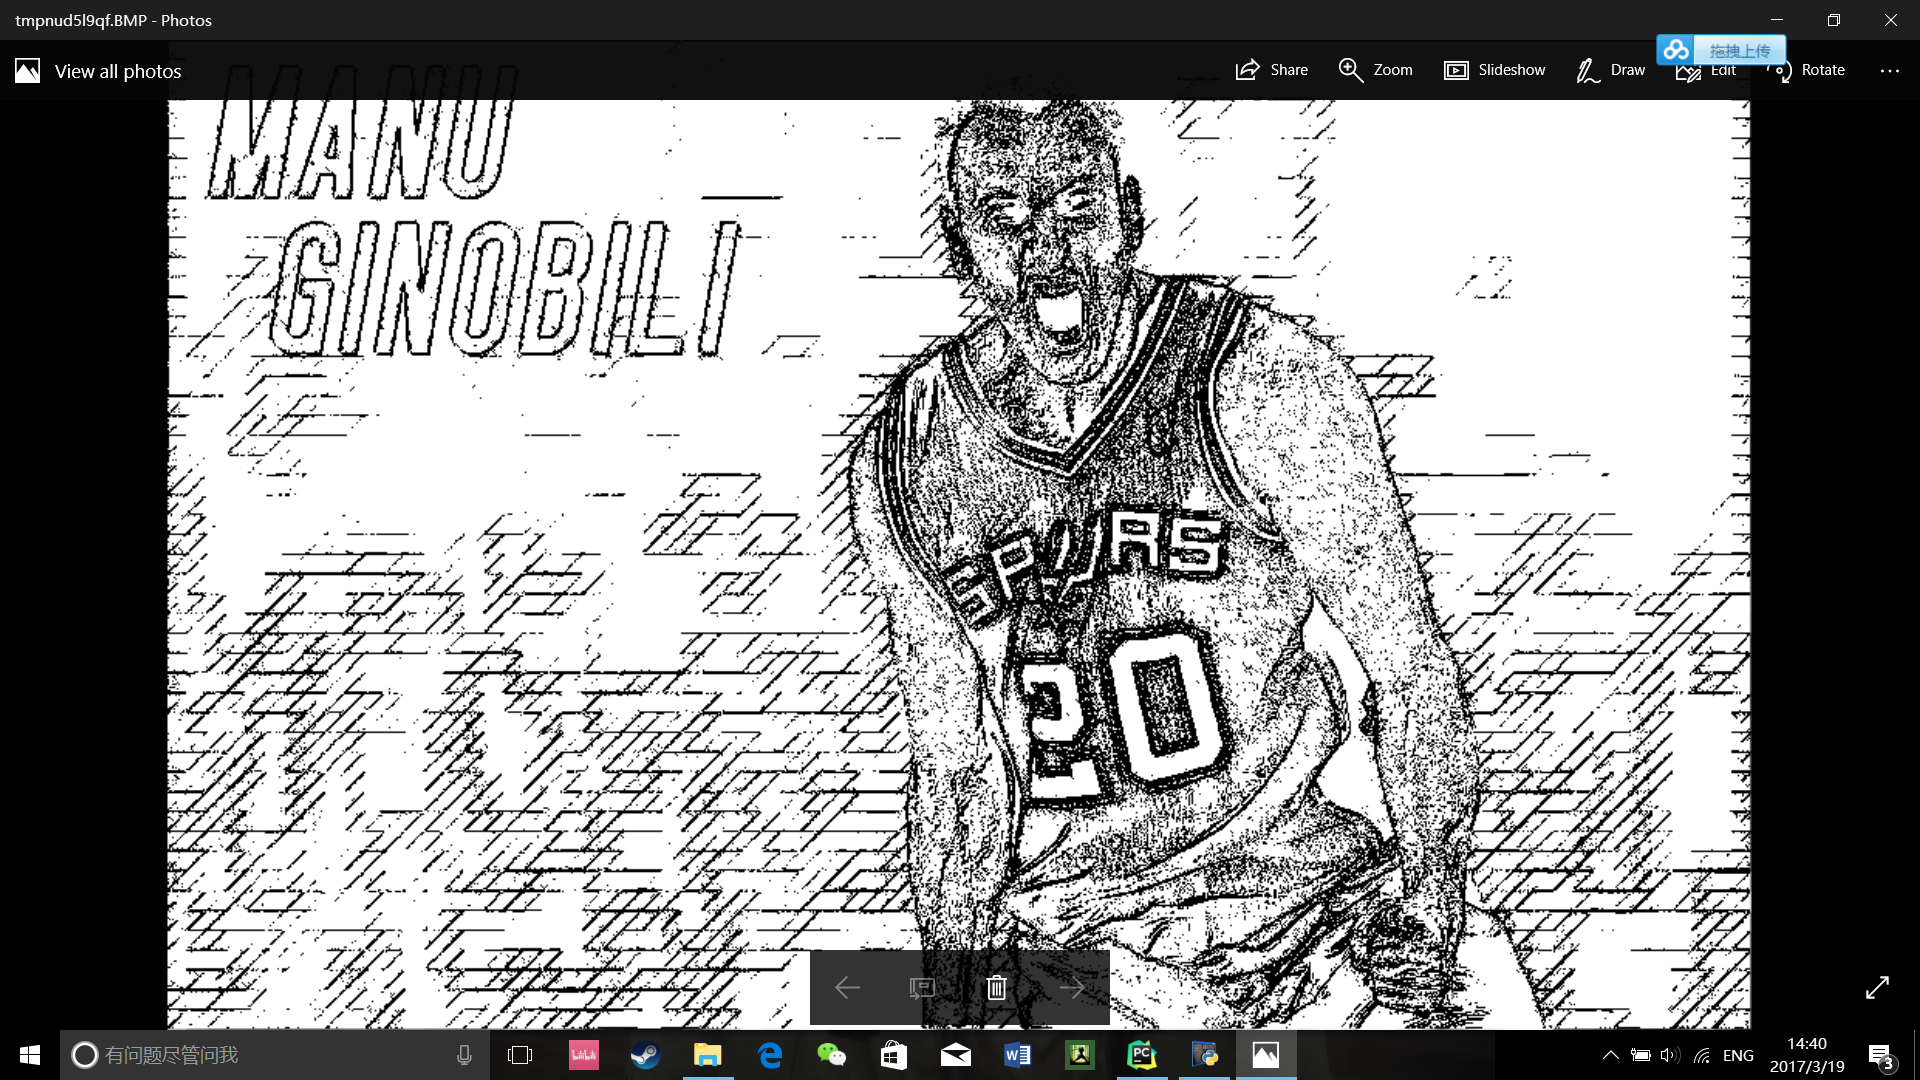 tmpnud5l9qf.BMP - Photos
View all photos
Share
Zoom
Slideshow
Draw
Edit
Rotate
拖拽上传
MANU
GINOBILI
SPURS
20
有问题尽管问我
ENG
14:40
2017/3/19
3